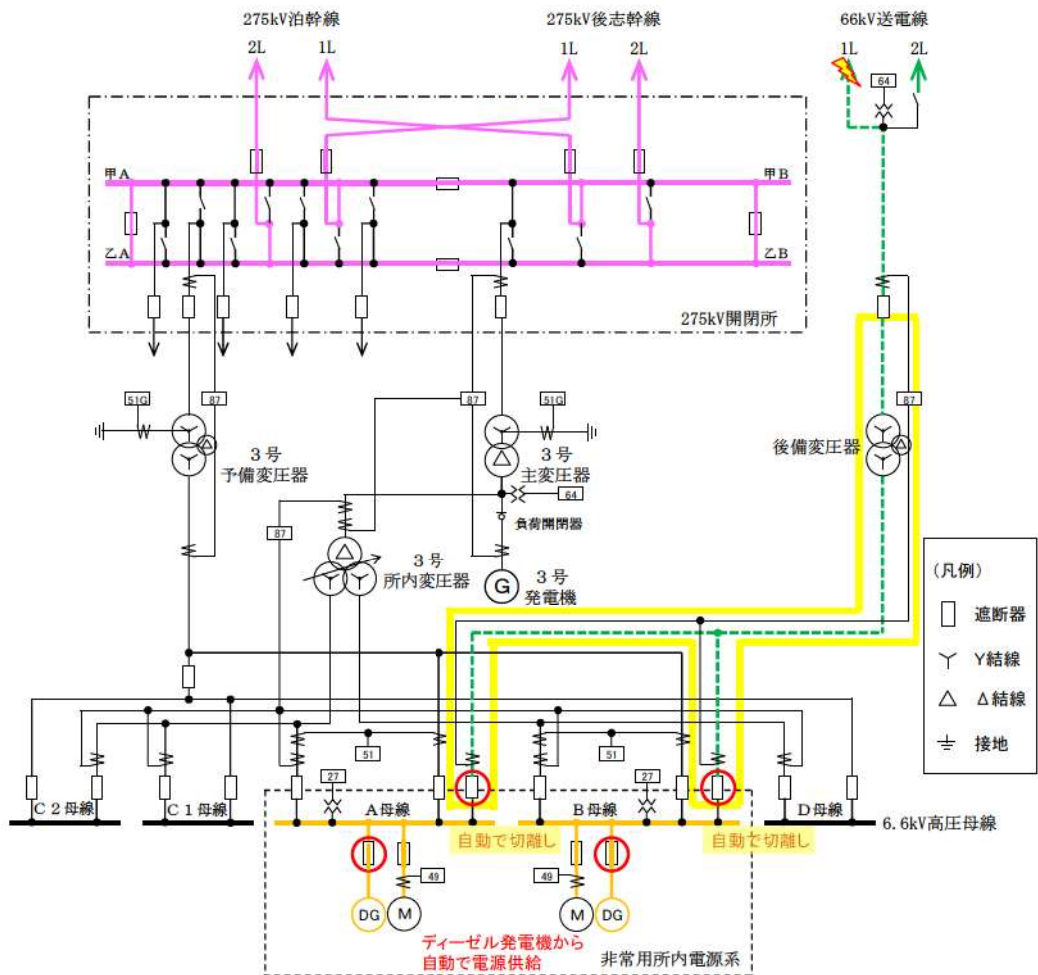 275kV泊幹線
275kV後志幹線
66kV送電線
2L
1L
1L
2L
1L
2L
64
甲A
甲B
乙A
乙B
275kV開閉所
51G
87
3号
予備変圧器
87
51G
3号
主変圧器
64
負荷開閉器
87
3号
所内変圧器
G
3号
発電機
87
後備変圧器
(凡例)
遮断器
Y結線
Δ結線
接地
51
51
27
27
C2母線
C1母線
A母線
B母線
D母線
6.6kV高圧母線
自動で切離し
自動で切離し
49
49
DG
M
M
DG
ディーゼル発電機から
自動で電源供給
非常用所内電源系